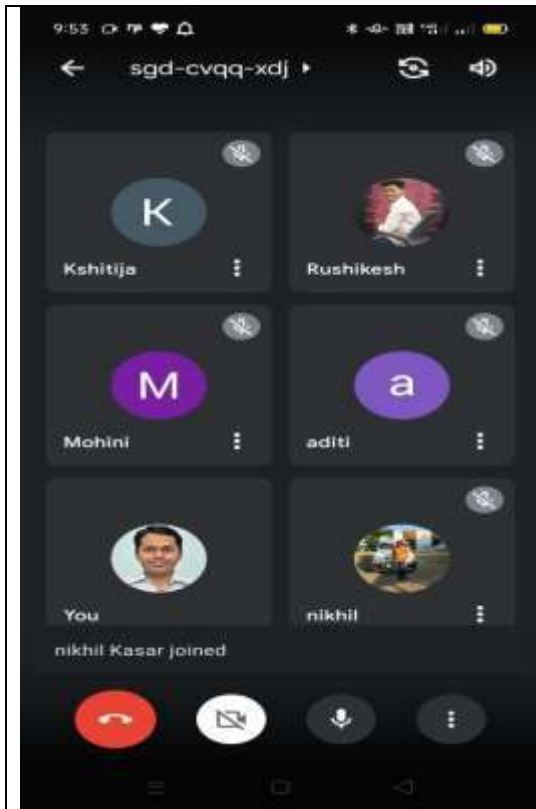 9:53
sgd-cvqq-xdj
K
Kshitija
Rushikesh
M
Mohini
a
aditi
You
nikhil
nikhil Kasar joined